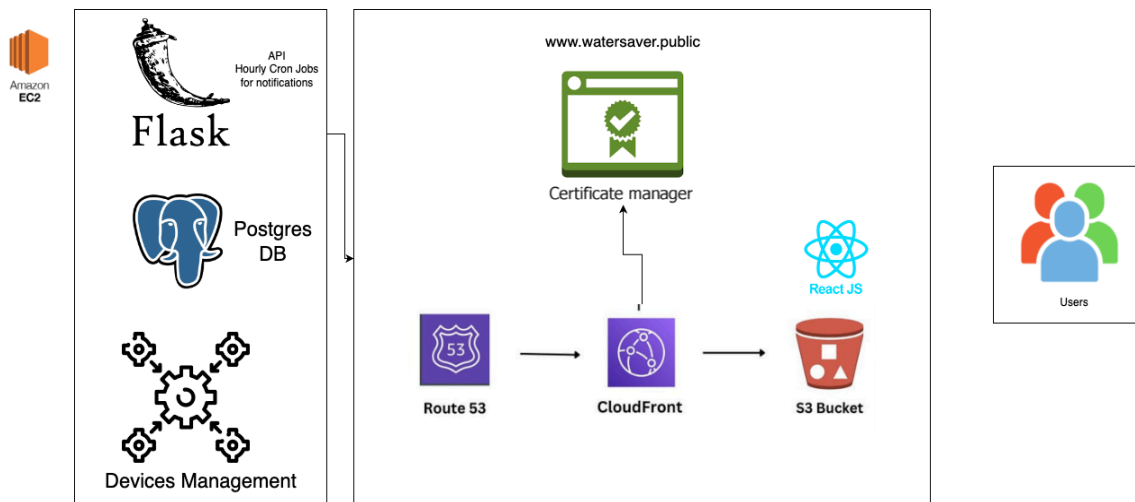 Amazon
EC2
API
Hourly Cron Jobs
for notifications
Flask
Postgres
DB
Devices Management
www.watersaver.public
Certificate manager
React JS
53
Route 53
CloudFront
S3 Bucket
Users